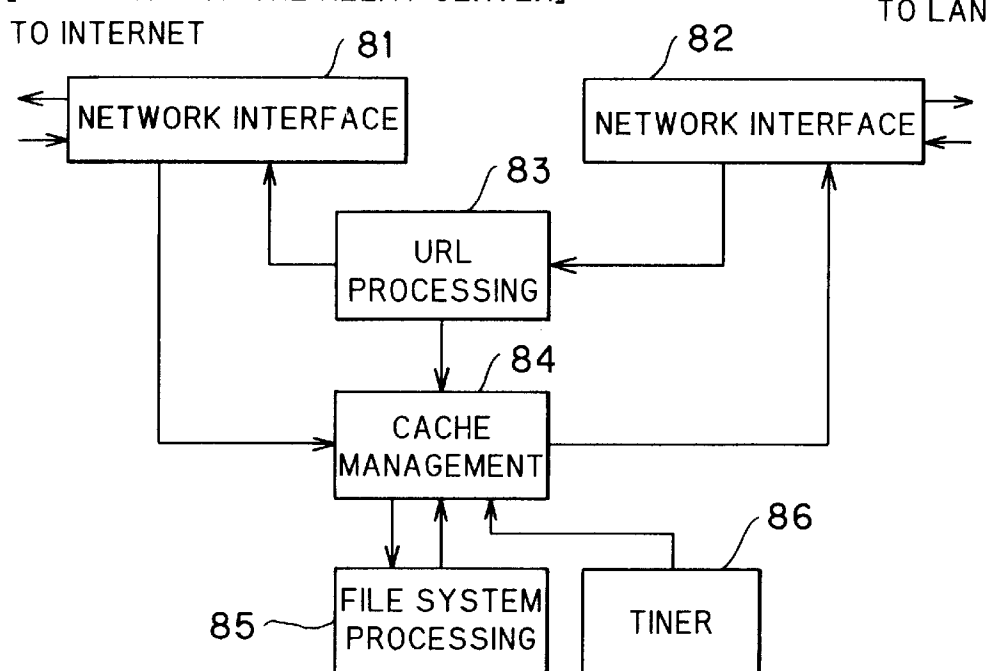 TO INTERNET
TO LAN
81
82
NETWORK INTERFACE
NETWORK INTERFACE
83
URL
PROCESSING
84
CACHE
MANAGEMENT
86
85
FILE SYSTEM
PROCESSING
TINER